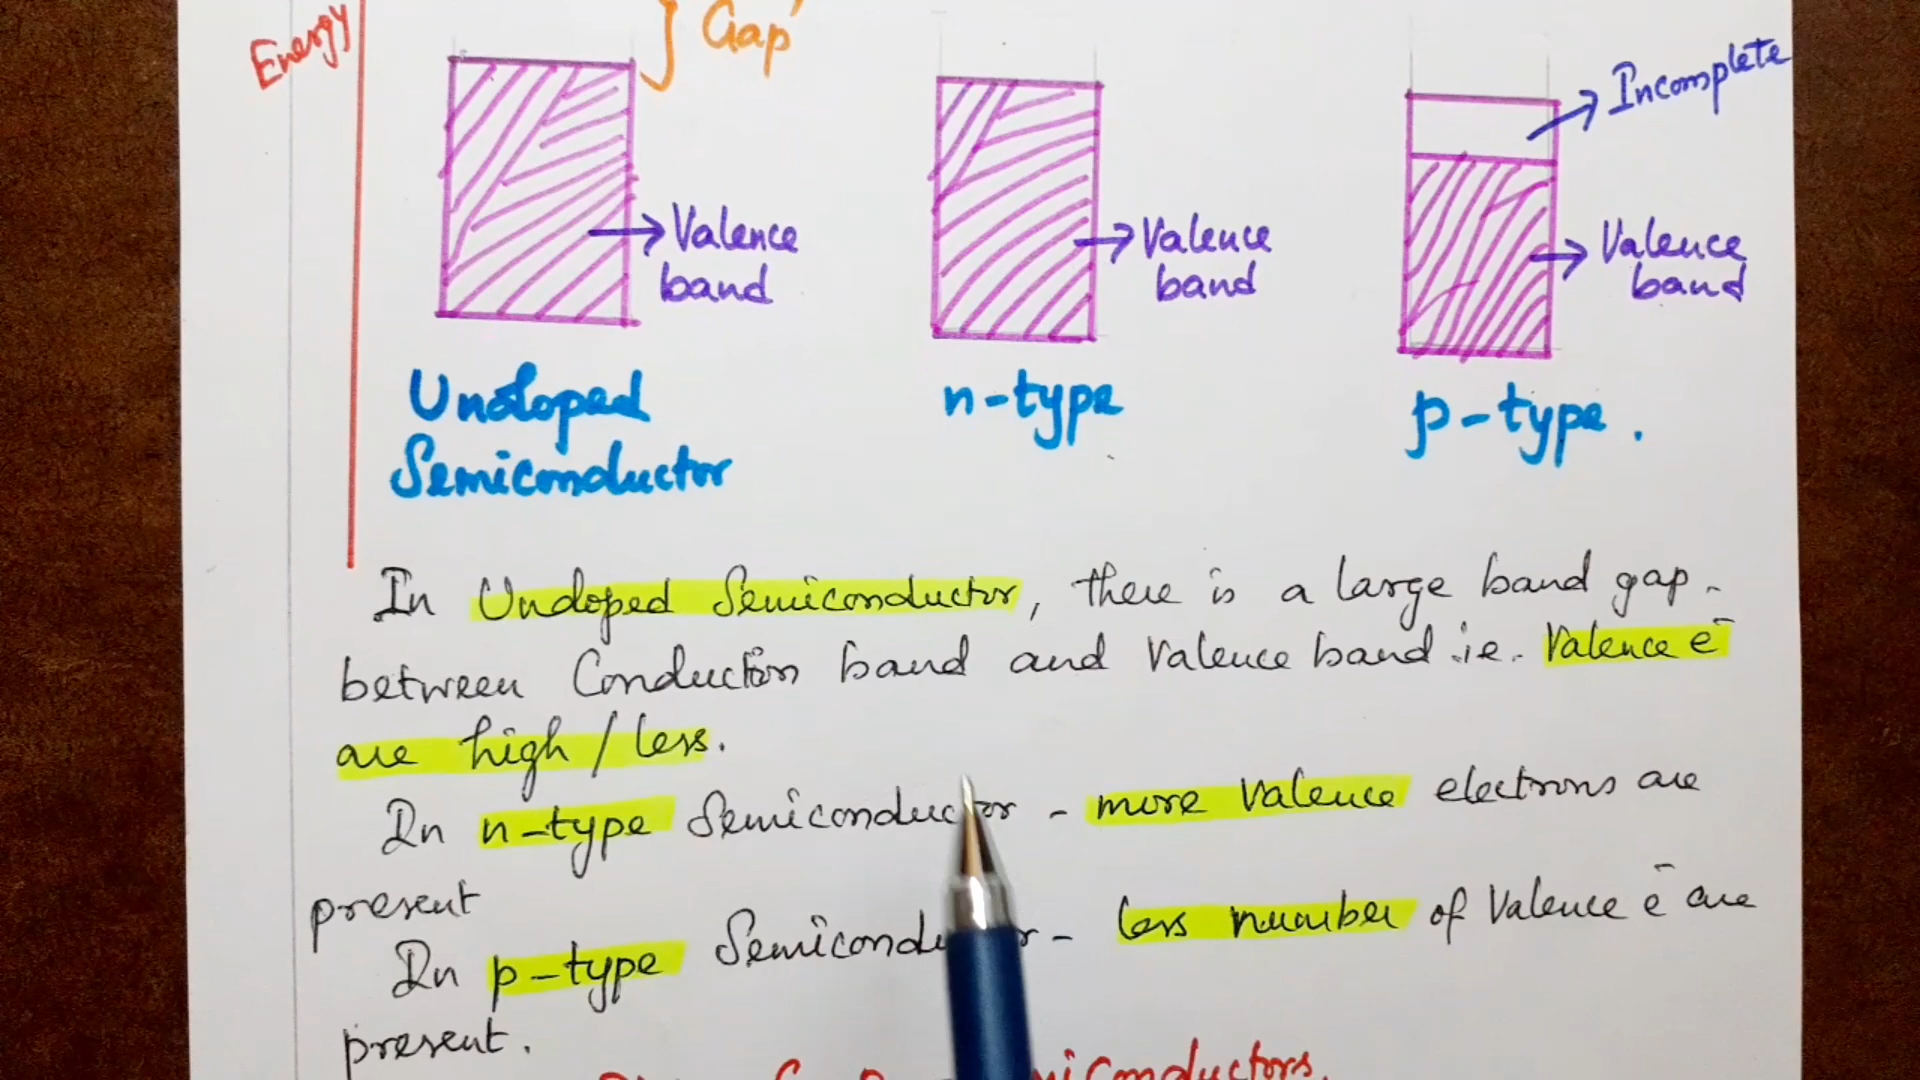 Energy
Gap
Incomplete
Valence
band
Valence
band
Valence
band
Undoped
Semiconductor
n-type
p-type.
In Undoped Semiconductor, there is a large band gap.
between Conduction band and Valence band .ie. Valence e⁻
are high / less.
In n-type Semiconductor - more Valence electrons are
present
In p-type - less number of Valence e⁻ are
present.